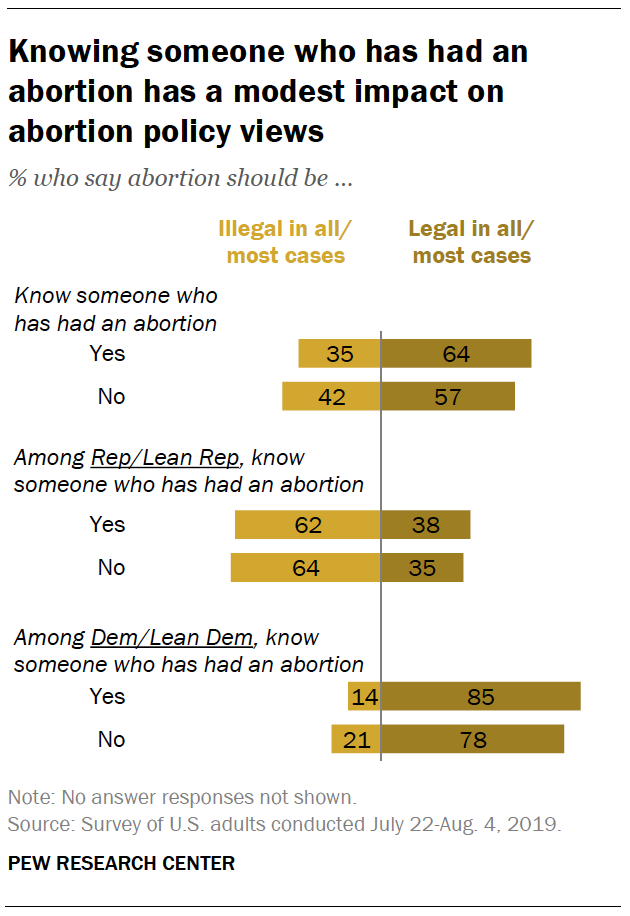 Knowing someone who has had an
abortion has a modest impact on
abortion policy views
% who say abortion should be ...
Illegal in all/
most cases
Legal in all/
most cases
Know someone who
has had an abortion
Yes 35 64
No 42 57
Among Rep/Lean Rep, know
someone who has had an abortion
Yes 62 38
No 64 35
Among Dem/Lean Dem, know
someone who has had an abortion
Yes 14 85
No 21 78
Note: No answer responses not shown.
Source: Survey of U.S. adults conducted July 22-Aug. 4, 2019.
PEW RESEARCH CENTER